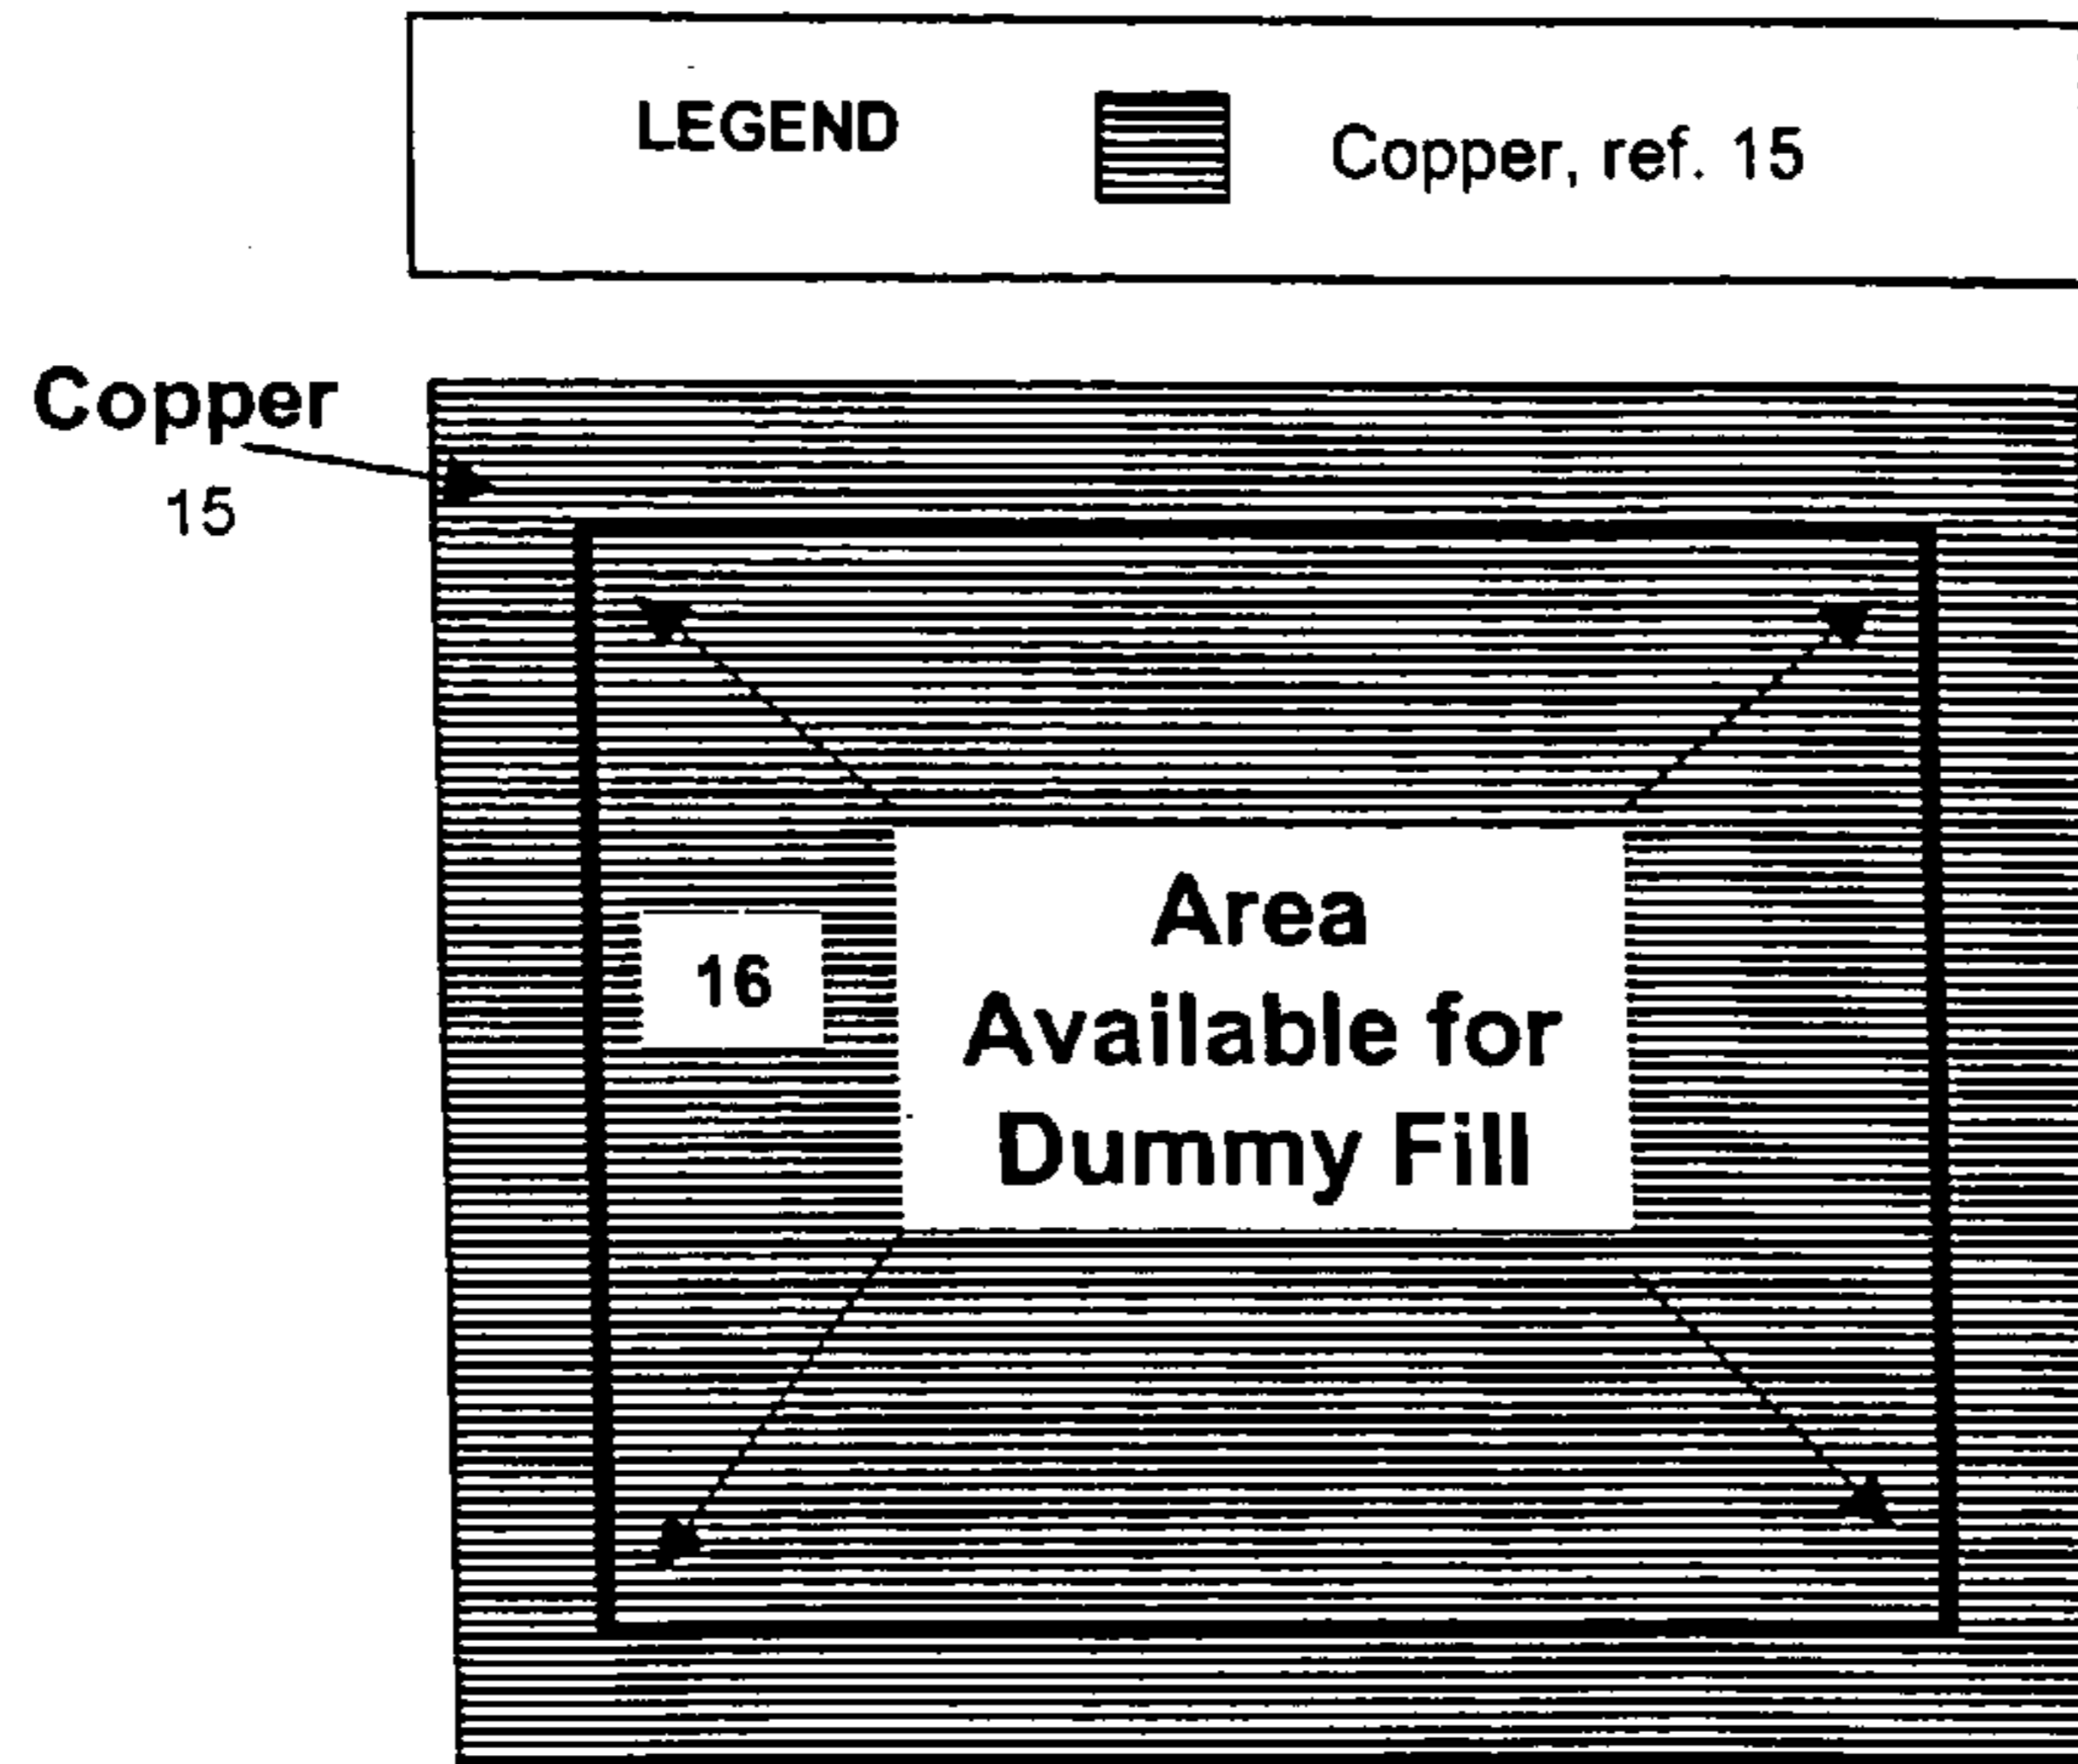 LEGEND
Copper, ref. 15
Copper
15
16
Area
Available for
Dummy Fill